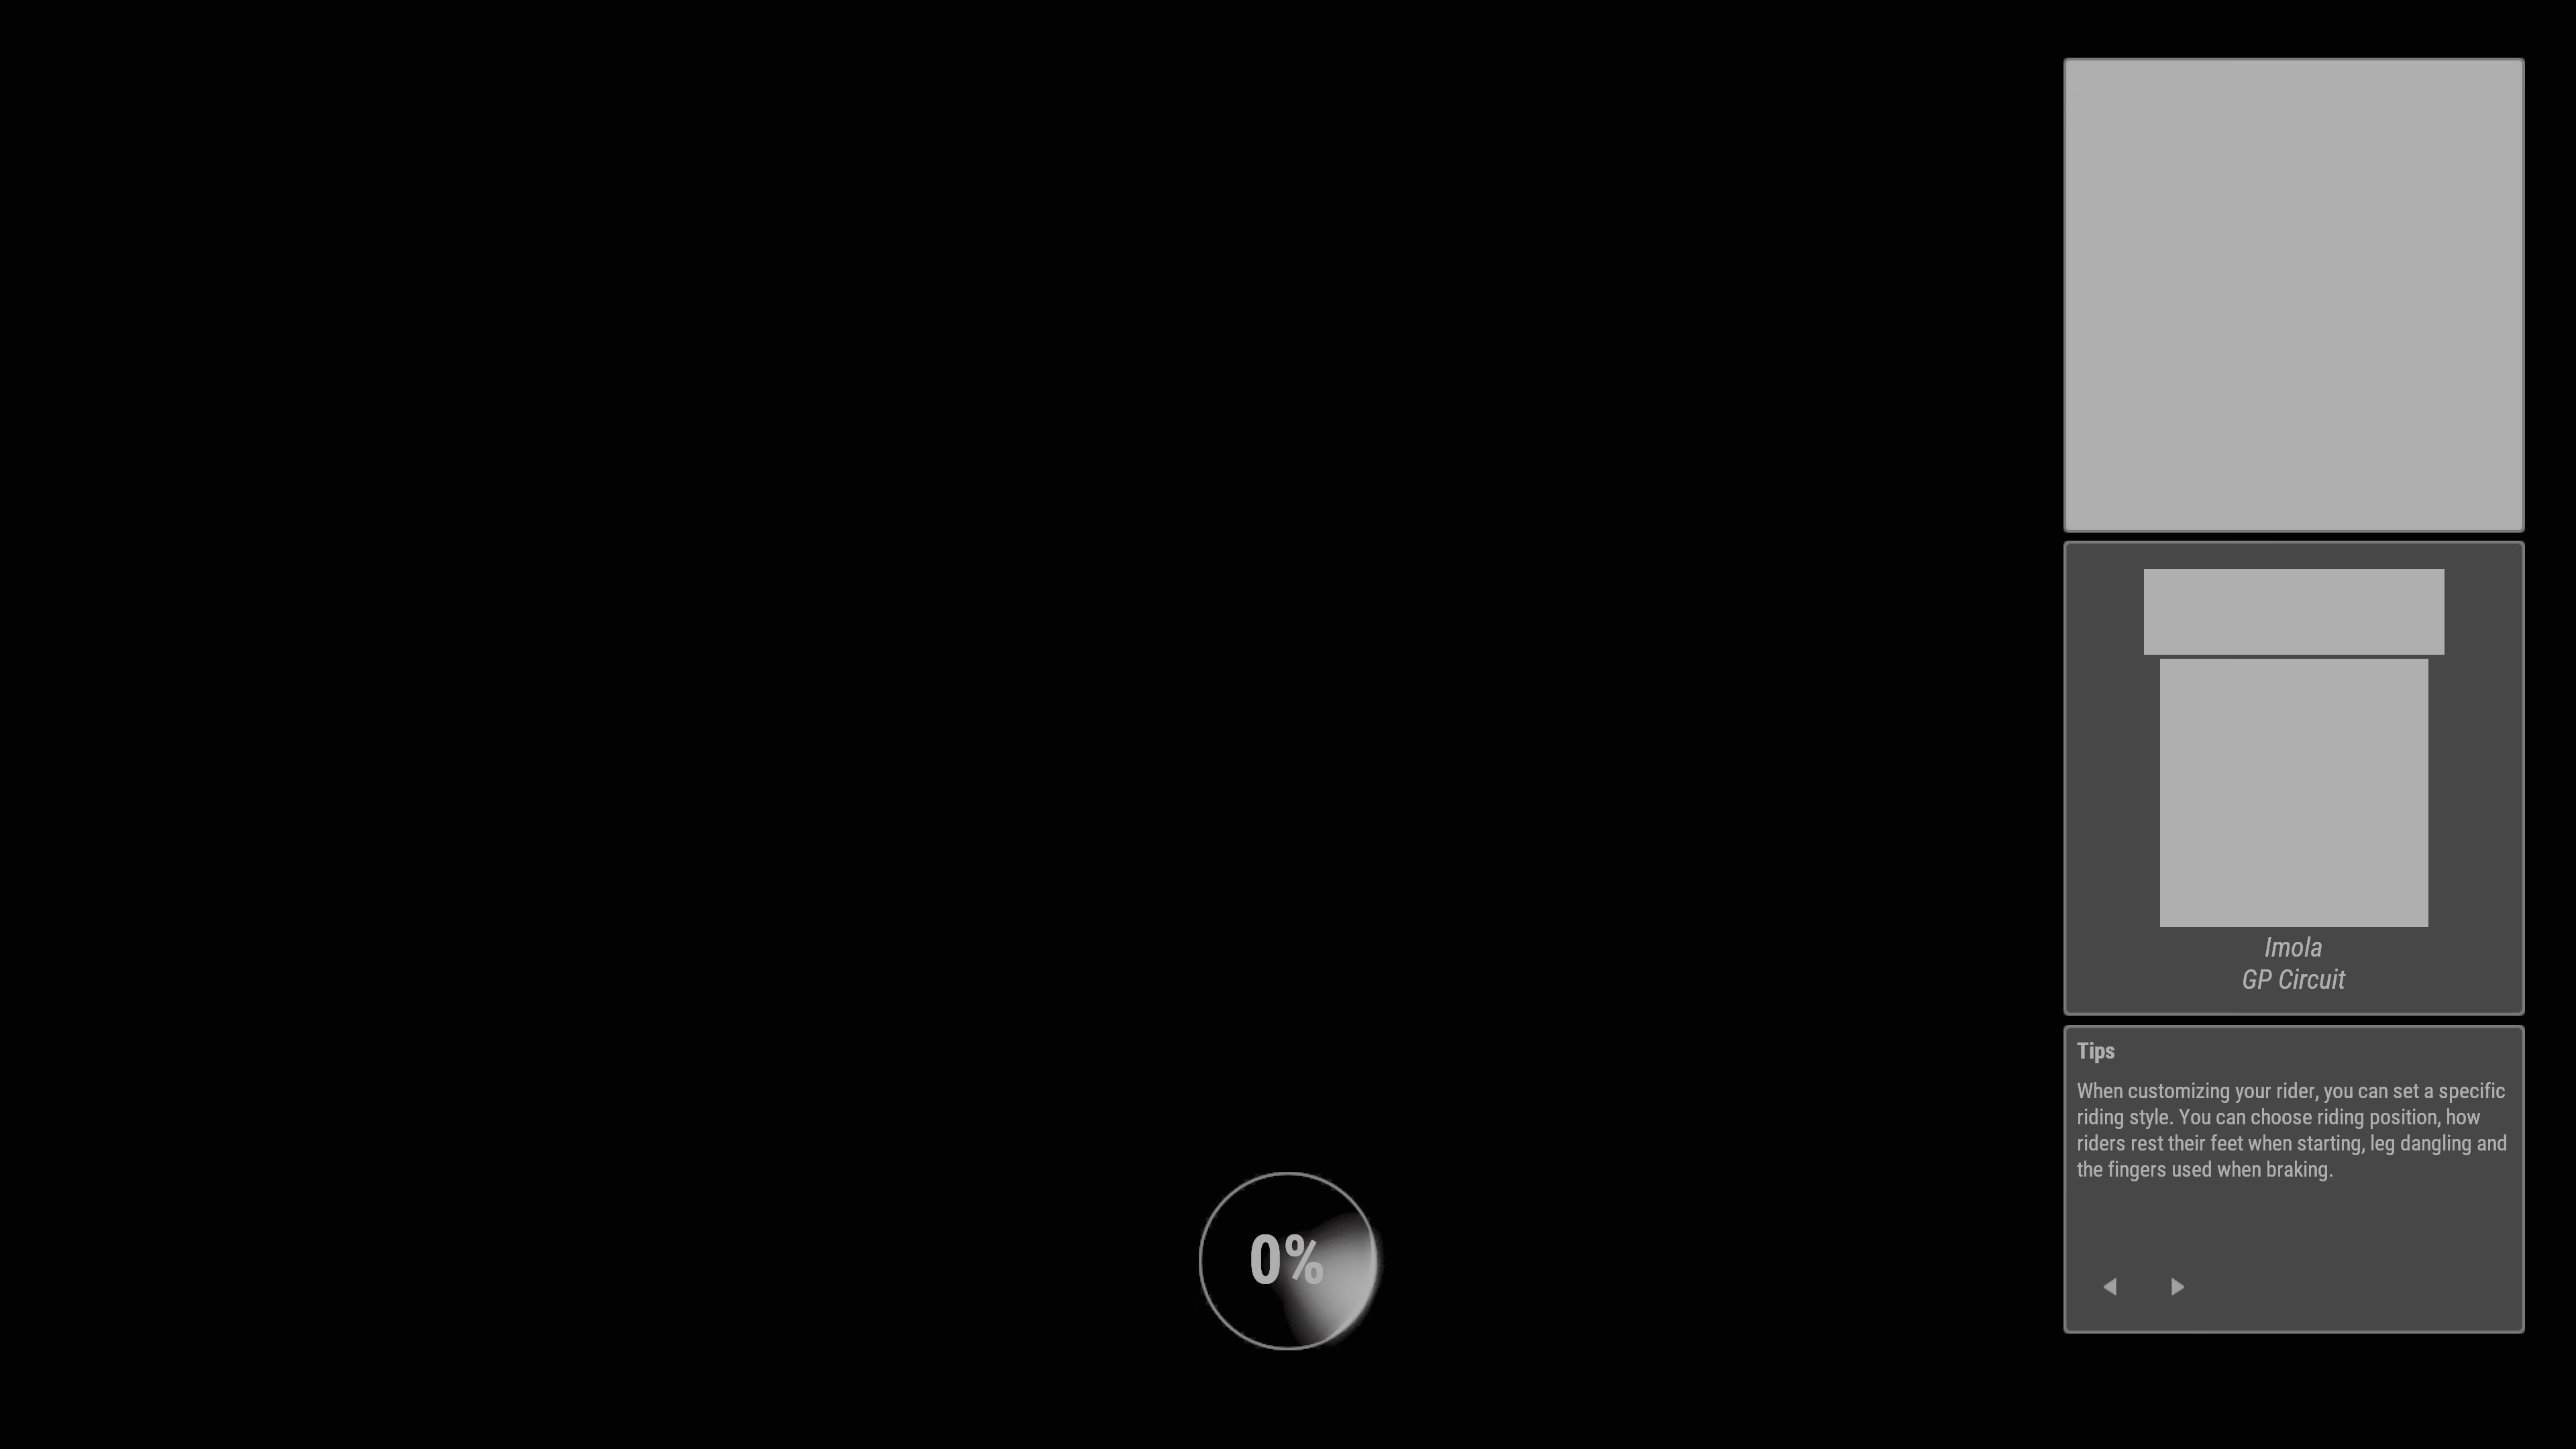 Imola
GP Circuit
Tips
When customizing your rider, you can set a specific
riding style. You can choose riding position, how
riders rest their feet when starting, leg dangling and
the fingers used when braking.
0%